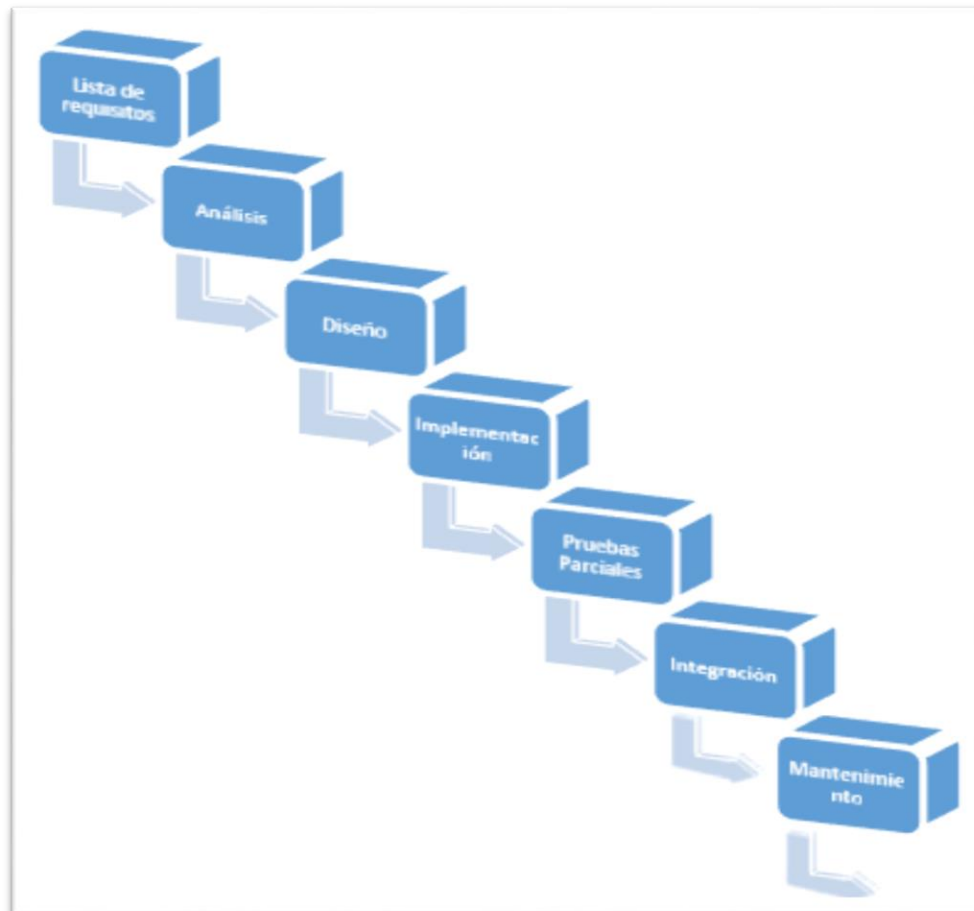 Lista de
requisitos
Análisis
Diseño
Implementac
ión
Pruebas
Parciales
Integración
Mantenimie
nto